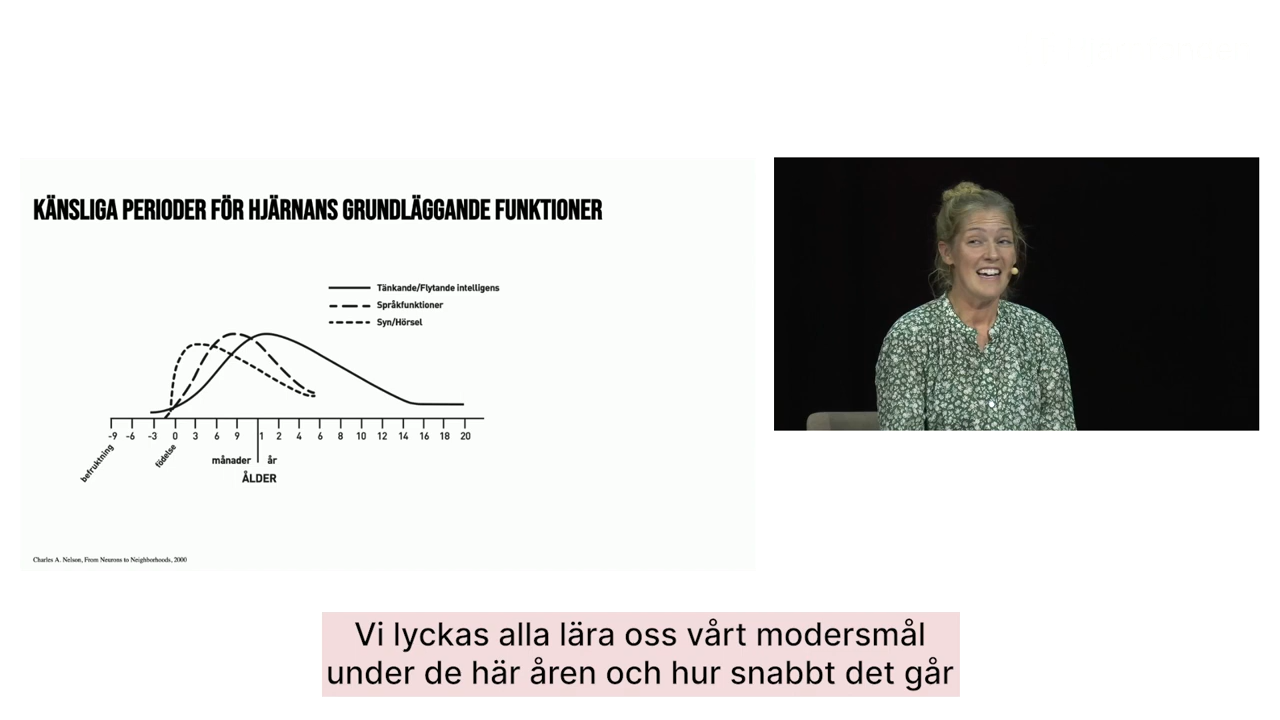 KÄNSLIGA PERIODER FÖR HJÄRNANS GRUNDLÄGGANDE FUNKTIONER
Tänkande/Flytande intelligens
Språkfunktioner
Syn/Hörsel
-9 -6 -3 0 3 6 9 1 2 4 6 8 10 12 14 16 18 20
befruktning
födelse
månader år
ÅLDER
Charles A. Nelson, From Neurons to Neighborhoods, 2000
Vi lyckas alla lära oss vårt modersmål
under de här åren och hur snabbt det går